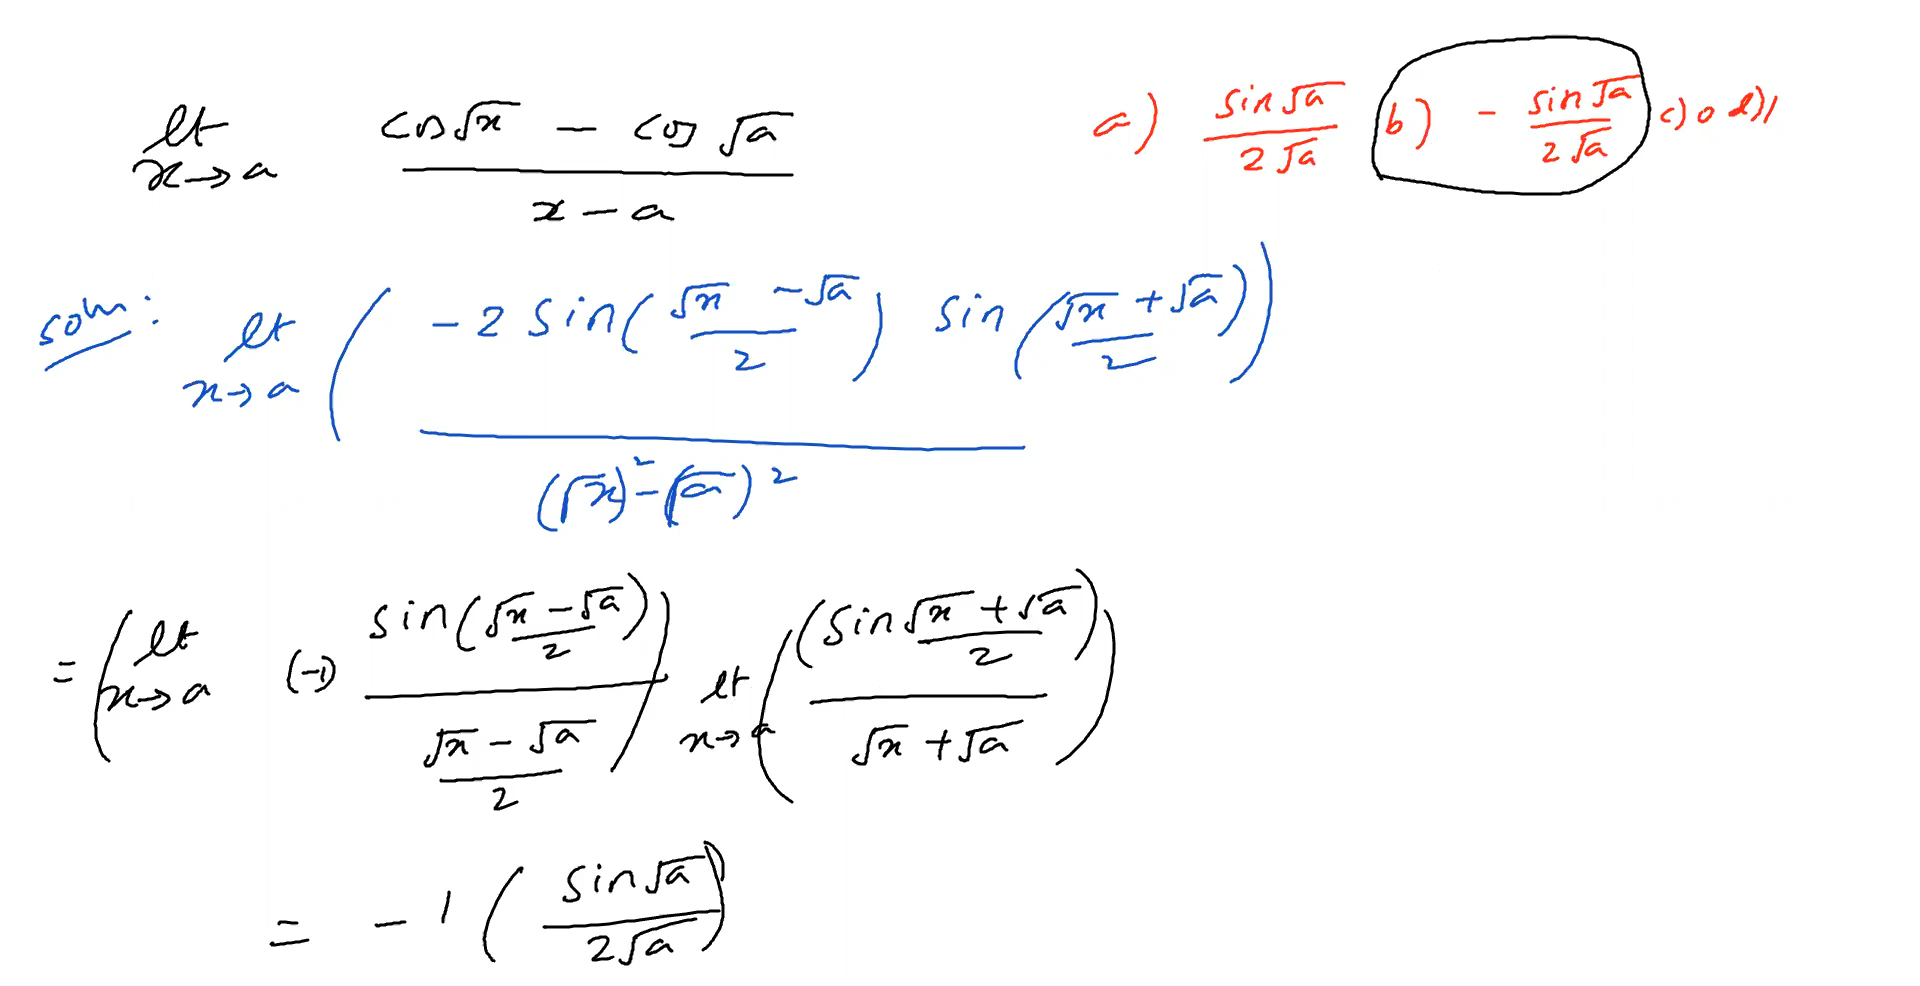 lt x→a (cos√x − cos√a)/(x − a)   a) sin√a/(2√a)   b) − sin√a/(2√a)   c) 0   d) 1
soln: lt x→a ( −2 sin((√x − √a)/2) sin((√x + √a)/2) ) / ((√x)² − (√a)²)
= ( lt x→a (−1) sin((√x − √a)/2) / ((√x − √a)/2) ) lt x→a ( (sin (√x + √a)/2) / (√x + √a) )
= −1 ( sin√a / (2√a) )